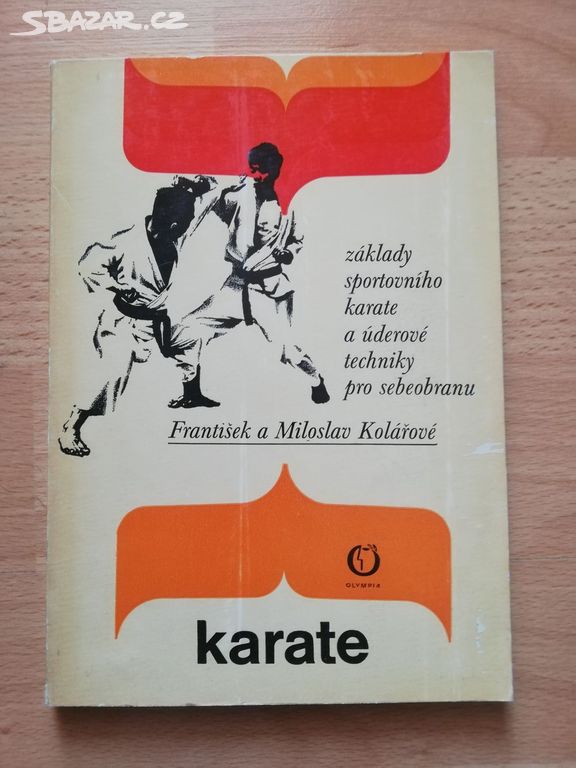 SBAZAR.CZ
základy
sportovního
karate
a úderové
techniky
pro sebeobranu
František a Miloslav Kolářové
OLYMPIA
karate